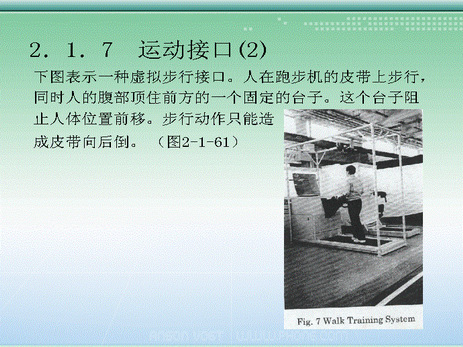 2．1．7　运动接口(2)
下图表示一种虚拟步行接口。人在跑步机的皮带上步行，
同时人的腹部顶住前方的一个固定的台子。这个台子阻
止人体位置前移。步行动作只能造
成皮带向后倒。（图2-1-61）
Fig. 7 Walk Training System